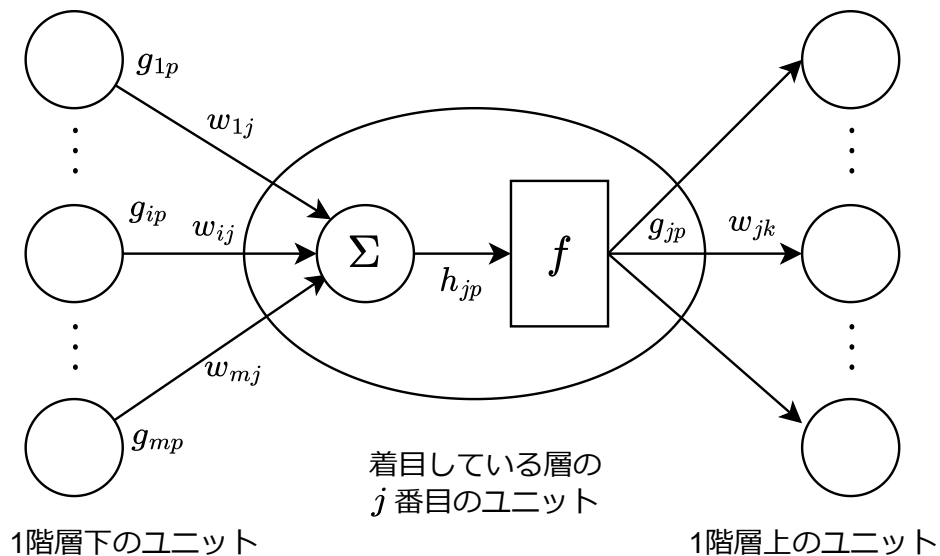 g_{1p}
w_{1j}
g_{ip}
w_{ij}
Σ
h_{jp}
f
g_{jp}
w_{jk}
w_{mj}
g_{mp}
着目している層の
j 番目のユニット
1階層下のユニット
1階層上のユニット